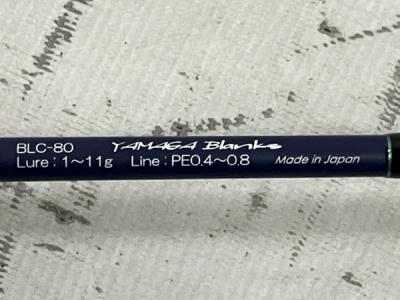 BLC-80 YAMAGA Blanks
Lure : 1～11g Line : PE0.4～0.8 Made in Japan